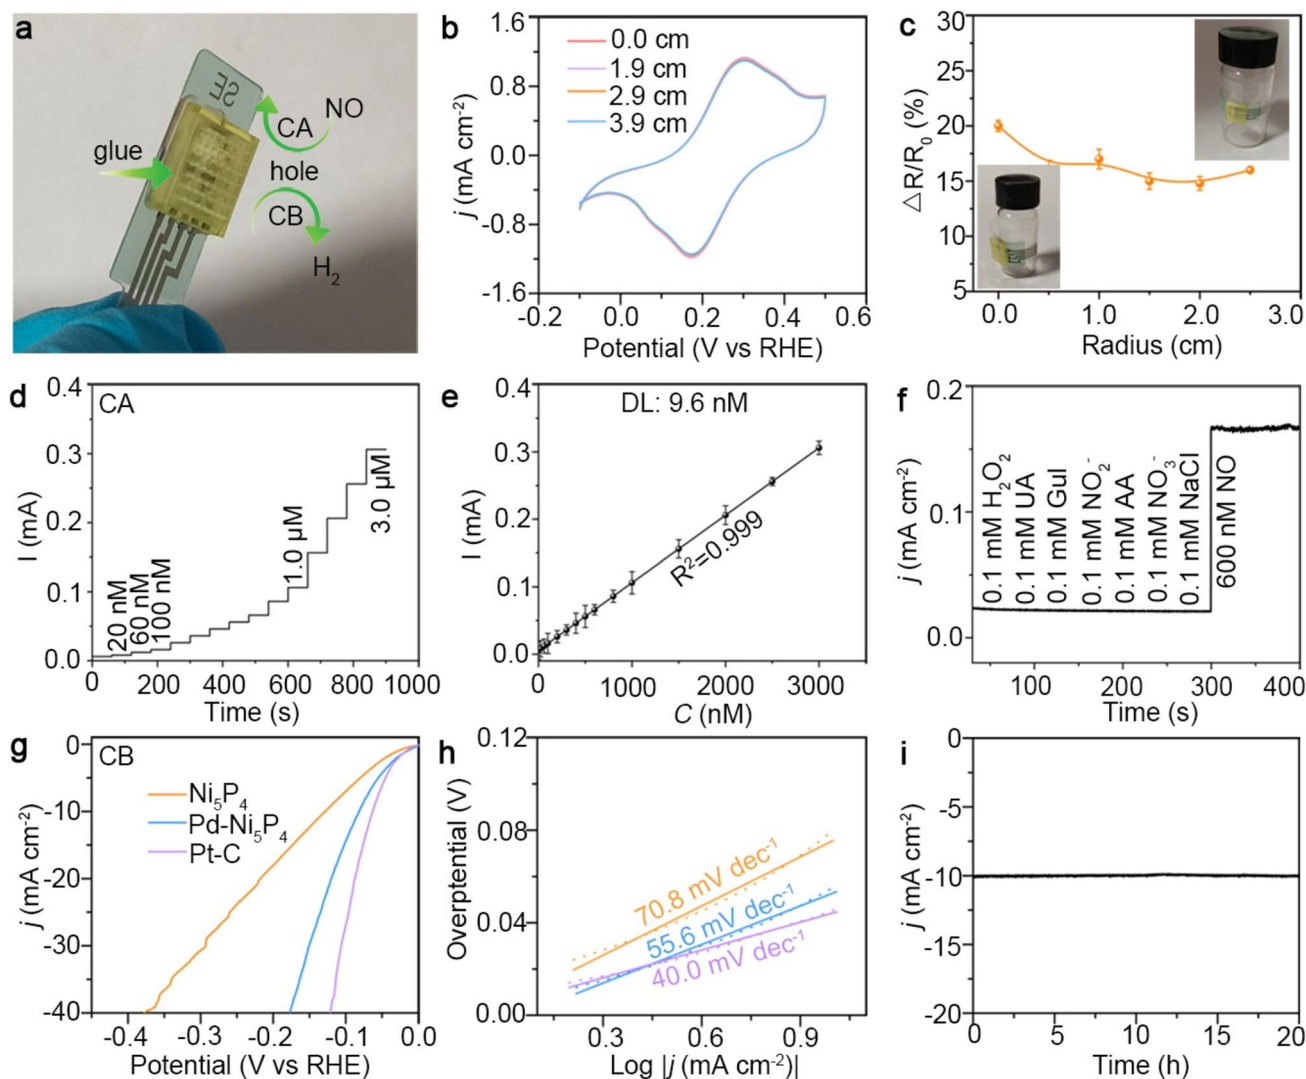 a
SE
glue
CA
NO
hole
CB
H2
b
1.6
0.8
0.0
-0.8
-1.6
j (mA cm-2)
0.0 cm
1.9 cm
2.9 cm
3.9 cm
-0.2 0.0 0.2 0.4 0.6
Potential (V vs RHE)
c
30
25
20
15
10
5
△R/R0 (%)
0.0 1.0 2.0 3.0
Radius (cm)
d
CA
0.4
0.3
0.2
0.1
0.0
I (mA)
20 nM
60 nM
100 nM
1.0 μM
3.0 μM
0 200 400 600 800 1000
Time (s)
e
DL: 9.6 nM
0.4
0.3
0.2
0.1
0.0
I (mA)
R2=0.999
0 1000 2000 3000
C (nM)
f
0.2
0.1
0.0
j (mA cm-2)
0.1 mM H2O2
0.1 mM UA
0.1 mM Gul
0.1 mM NO2-
0.1 mM AA
0.1 mM NO3-
0.1 mM NaCl
600 nM NO
100 200 300 400
Time (s)
g
CB
0
-10
-20
-30
-40
j (mA cm-2)
Ni5P4
Pd-Ni5P4
Pt-C
-0.4 -0.3 -0.2 -0.1 0.0
Potential (V vs RHE)
h
0.12
0.08
0.04
0.00
Overptential (V)
70.8 mV dec-1
55.6 mV dec-1
40.0 mV dec-1
0.3 0.6 0.9
Log |j (mA cm-2)|
i
0
-5
-10
-15
-20
j (mA cm-2)
0 5 10 15 20
Time (h)